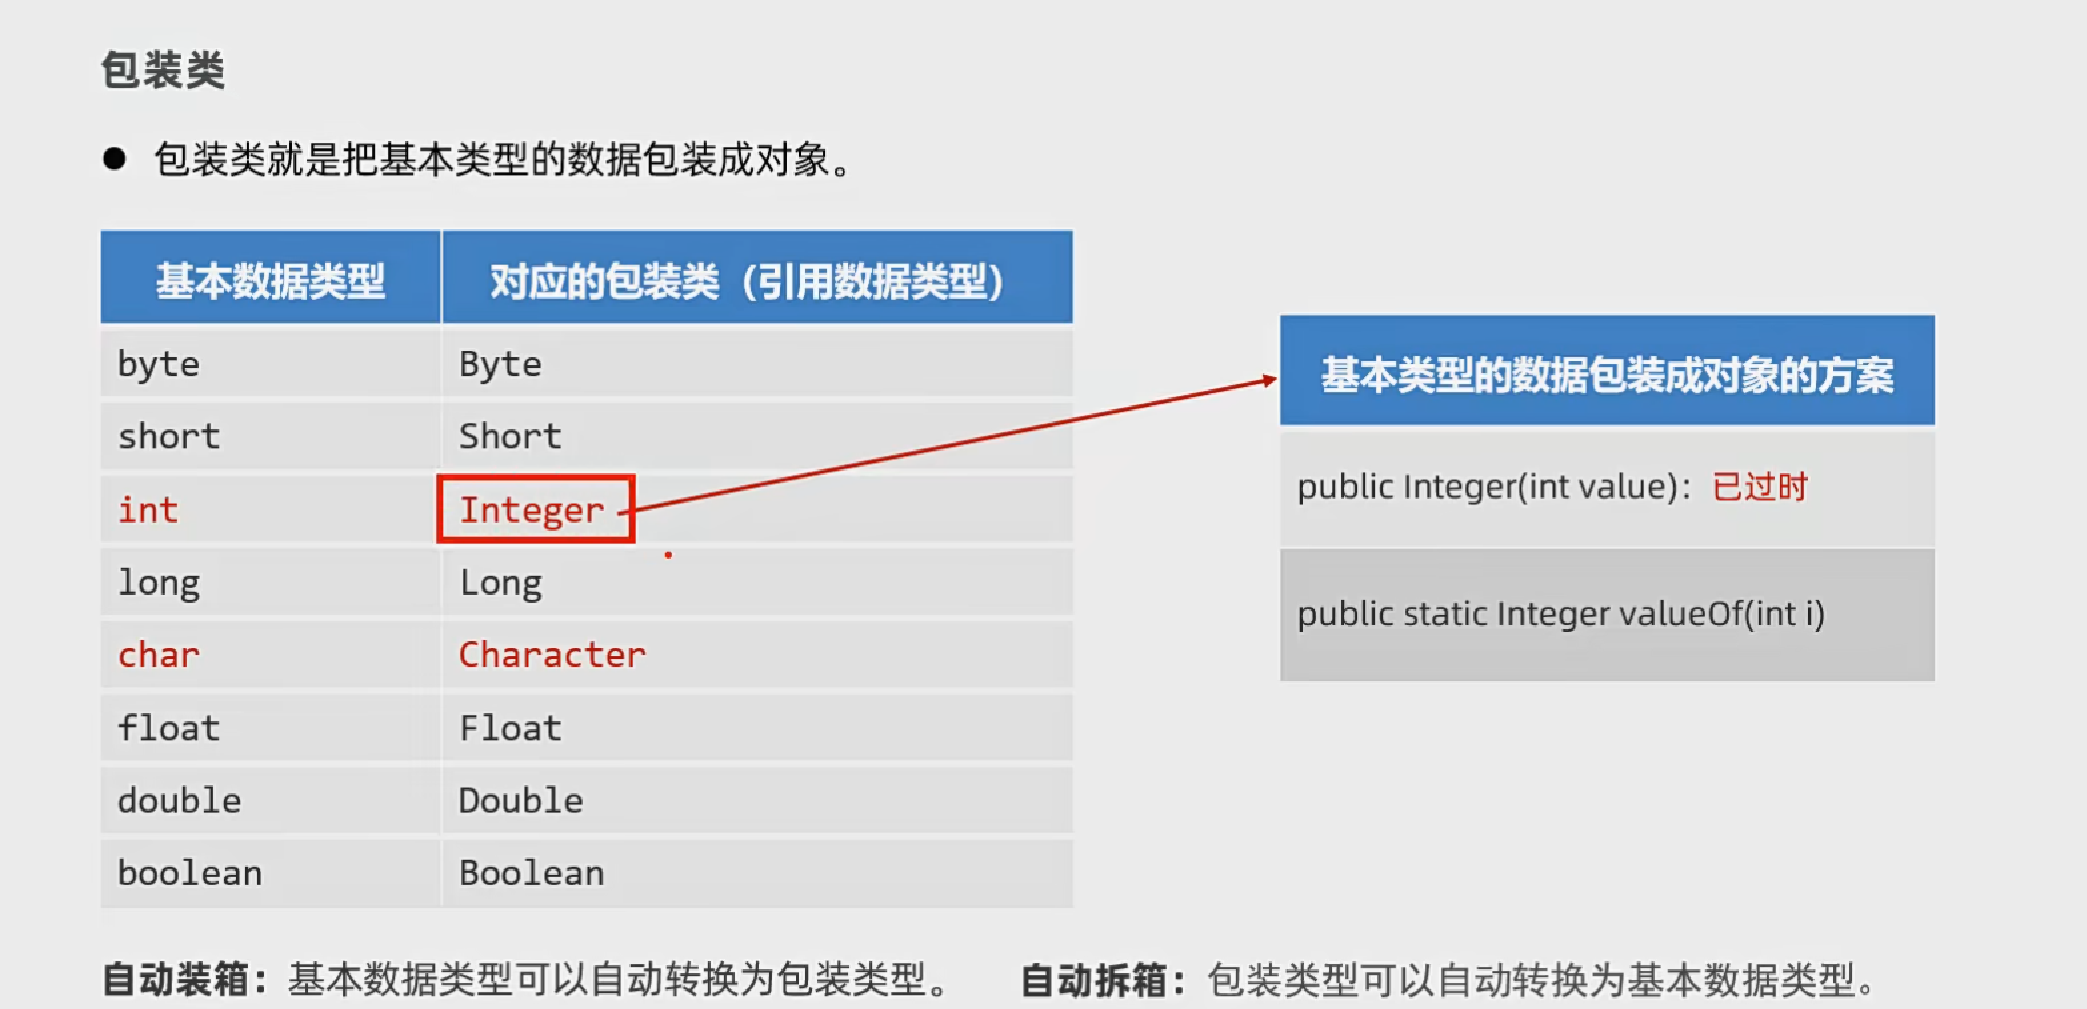 包装类
● 包装类就是把基本类型的数据包装成对象。
基本数据类型 对应的包装类（引用数据类型）
byte Byte
short Short
int Integer
long Long
char Character
float Float
double Double
boolean Boolean
基本类型的数据包装成对象的方案
public Integer(int value)：已过时
public static Integer valueOf(int i)
自动装箱：基本数据类型可以自动转换为包装类型。
自动拆箱：包装类型可以自动转换为基本数据类型。